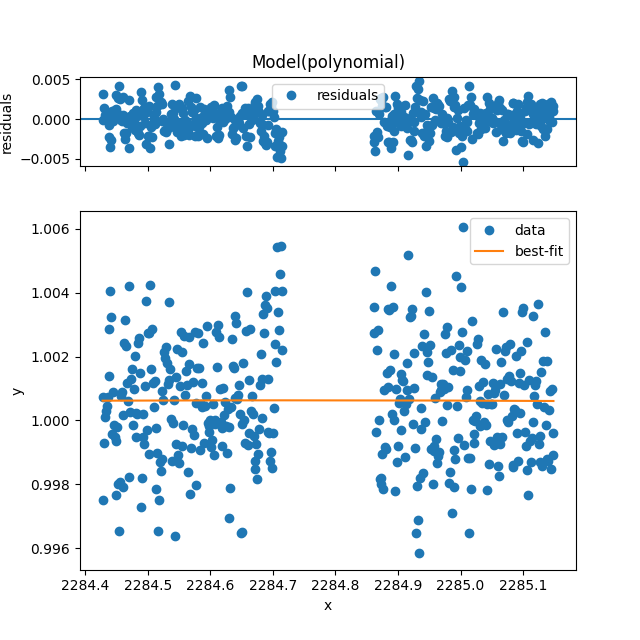 Model(polynomial)
0.005
0.000
−0.005
residuals
residuals
1.006
1.004
1.002
1.000
0.998
0.996
y
data
best-fit
2284.4 2284.5 2284.6 2284.7 2284.8 2284.9 2285.0 2285.1
x